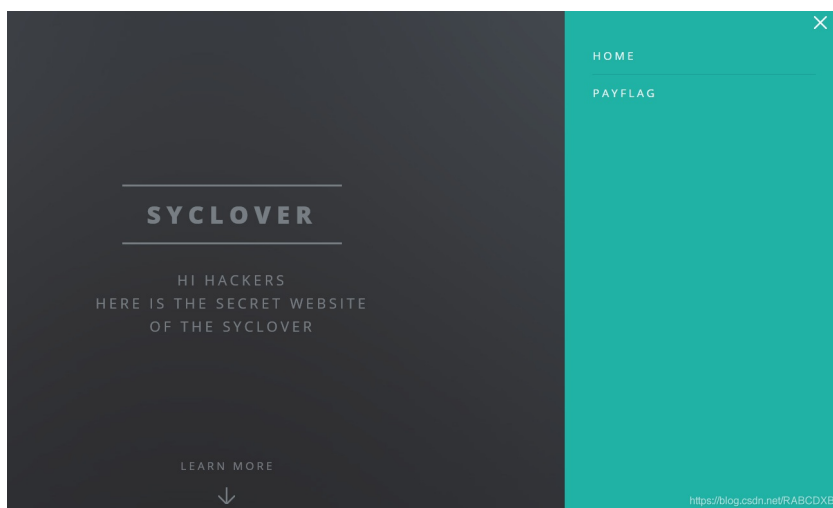 HOME
PAYFLAG
SYCLOVER
HI HACKERS
HERE IS THE SECRET WEBSITE
OF THE SYCLOVER
LEARN MORE
https://blog.csdn.net/RABCDXB